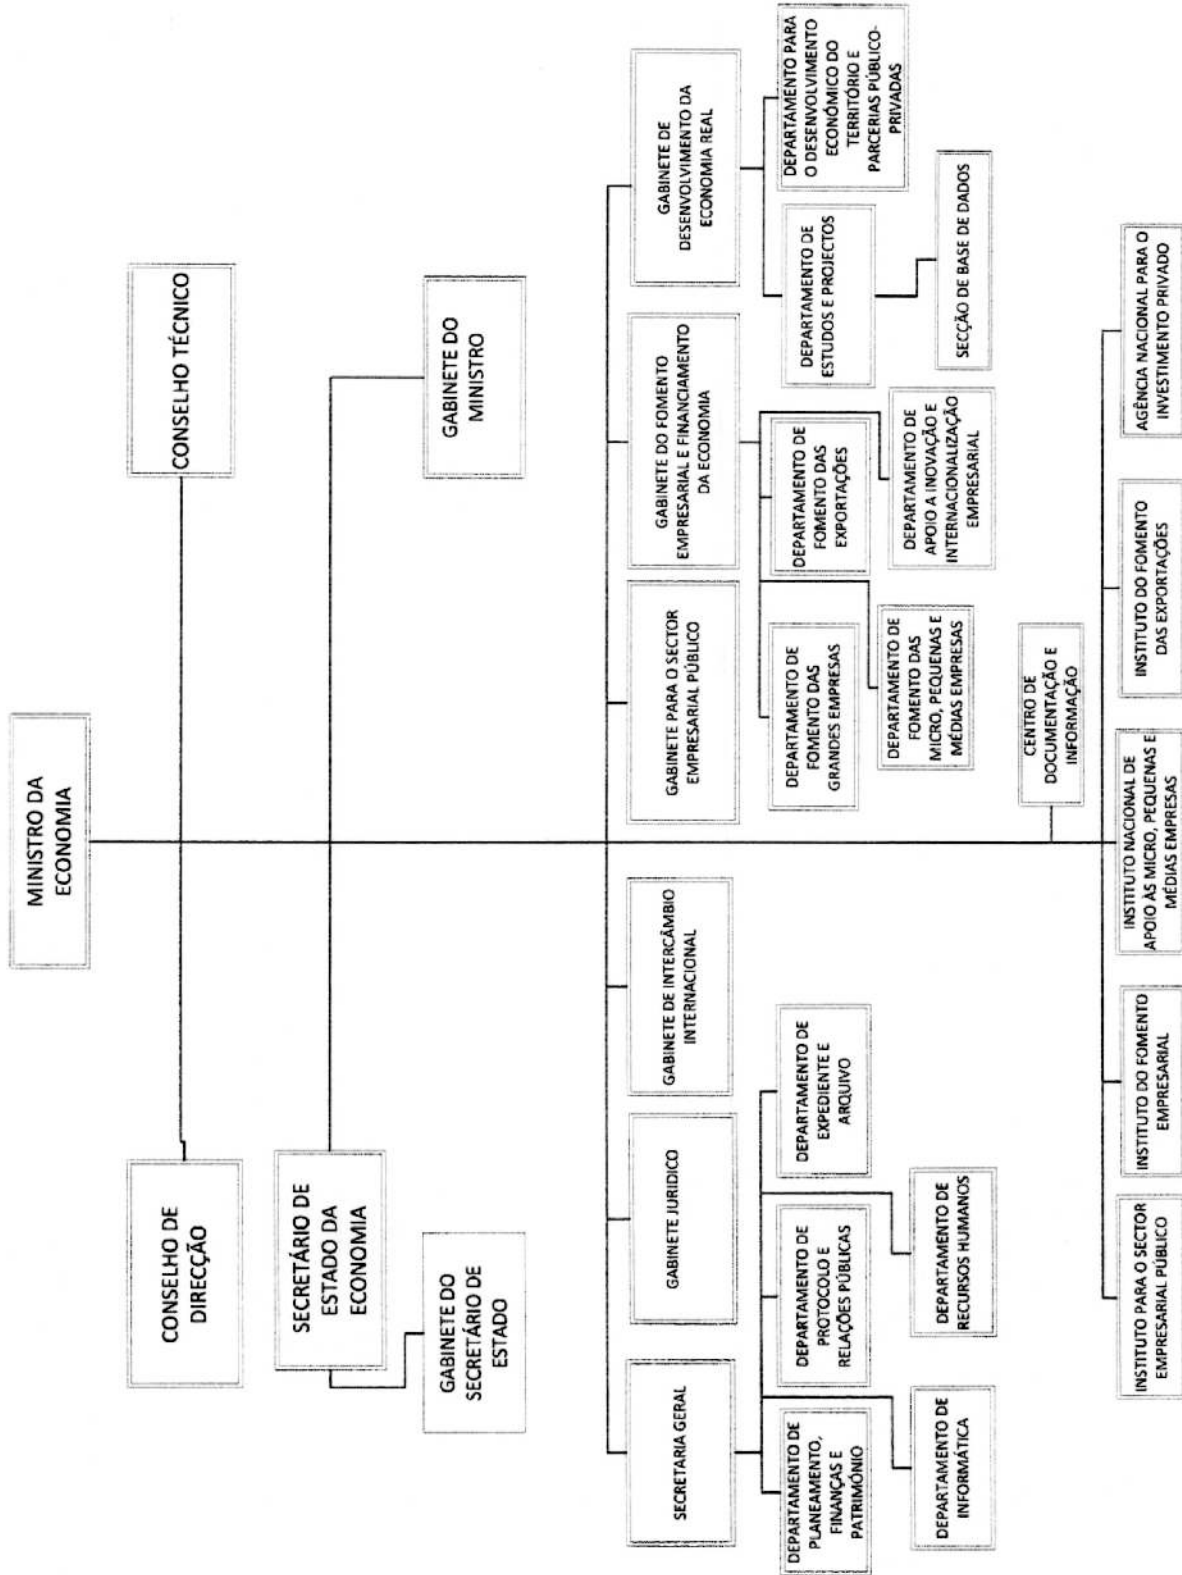 MINISTRO DA
ECONOMIA
CONSELHO DE
DIRECÇÃO
CONSELHO TÉCNICO
SECRETÁRIO DE
ESTADO DA
ECONOMIA
GABINETE DO
SECRETÁRIO DE
ESTADO
GABINETE DO
MINISTRO
SECRETARIA GERAL
GABINETE JURIDICO
GABINETE DE INTERCÂMBIO
INTERNACIONAL
GABINETE PARA O SECTOR
EMPRESARIAL PÚBLICO
GABINETE DO FOMENTO
EMPRESARIAL E FINANCIAMENTO
DA ECONOMIA
GABINETE DE
DESENVOLVIMENTO DA
ECONOMIA REAL
DEPARTAMENTO DE
PLANEAMENTO,
FINANÇAS E
PATRIMÓNIO
DEPARTAMENTO DE
PROTOCOLO E
RELAÇÕES PÚBLICAS
DEPARTAMENTO DE
EXPEDIENTE E
ARQUIVO
DEPARTAMENTO DE
INFORMÁTICA
DEPARTAMENTO DE
RECURSOS HUMANOS
DEPARTAMENTO DE
FOMENTO DAS
GRANDES EMPRESAS
DEPARTAMENTO DE
FOMENTO DAS
EXPORTAÇÕES
DEPARTAMENTO DE
FOMENTO DAS
MICRO, PEQUENAS E
MÉDIAS EMPRESAS
DEPARTAMENTO DE
APOIO A INOVAÇÃO E
INTERNACIONALIZAÇÃO
EMPRESARIAL
DEPARTAMENTO DE
ESTUDOS E PROJECTOS
DEPARTAMENTO PARA
O DESENVOLVIMENTO
ECONÓMICO DO
TERRITÓRIO E
PARCERIAS PÚBLICO-
PRIVADAS
SECÇÃO DE BASE DE DADOS
CENTRO DE
DOCUMENTAÇÃO E
INFORMAÇÃO
INSTITUTO PARA O SECTOR
EMPRESARIAL PÚBLICO
INSTITUTO DO FOMENTO
EMPRESARIAL
INSTITUTO NACIONAL DE
APOIO ÀS MICRO, PEQUENAS E
MÉDIAS EMPRESAS
INSTITUTO DO FOMENTO
DAS EXPORTAÇÕES
AGÊNCIA NACIONAL PARA O
INVESTIMENTO PRIVADO